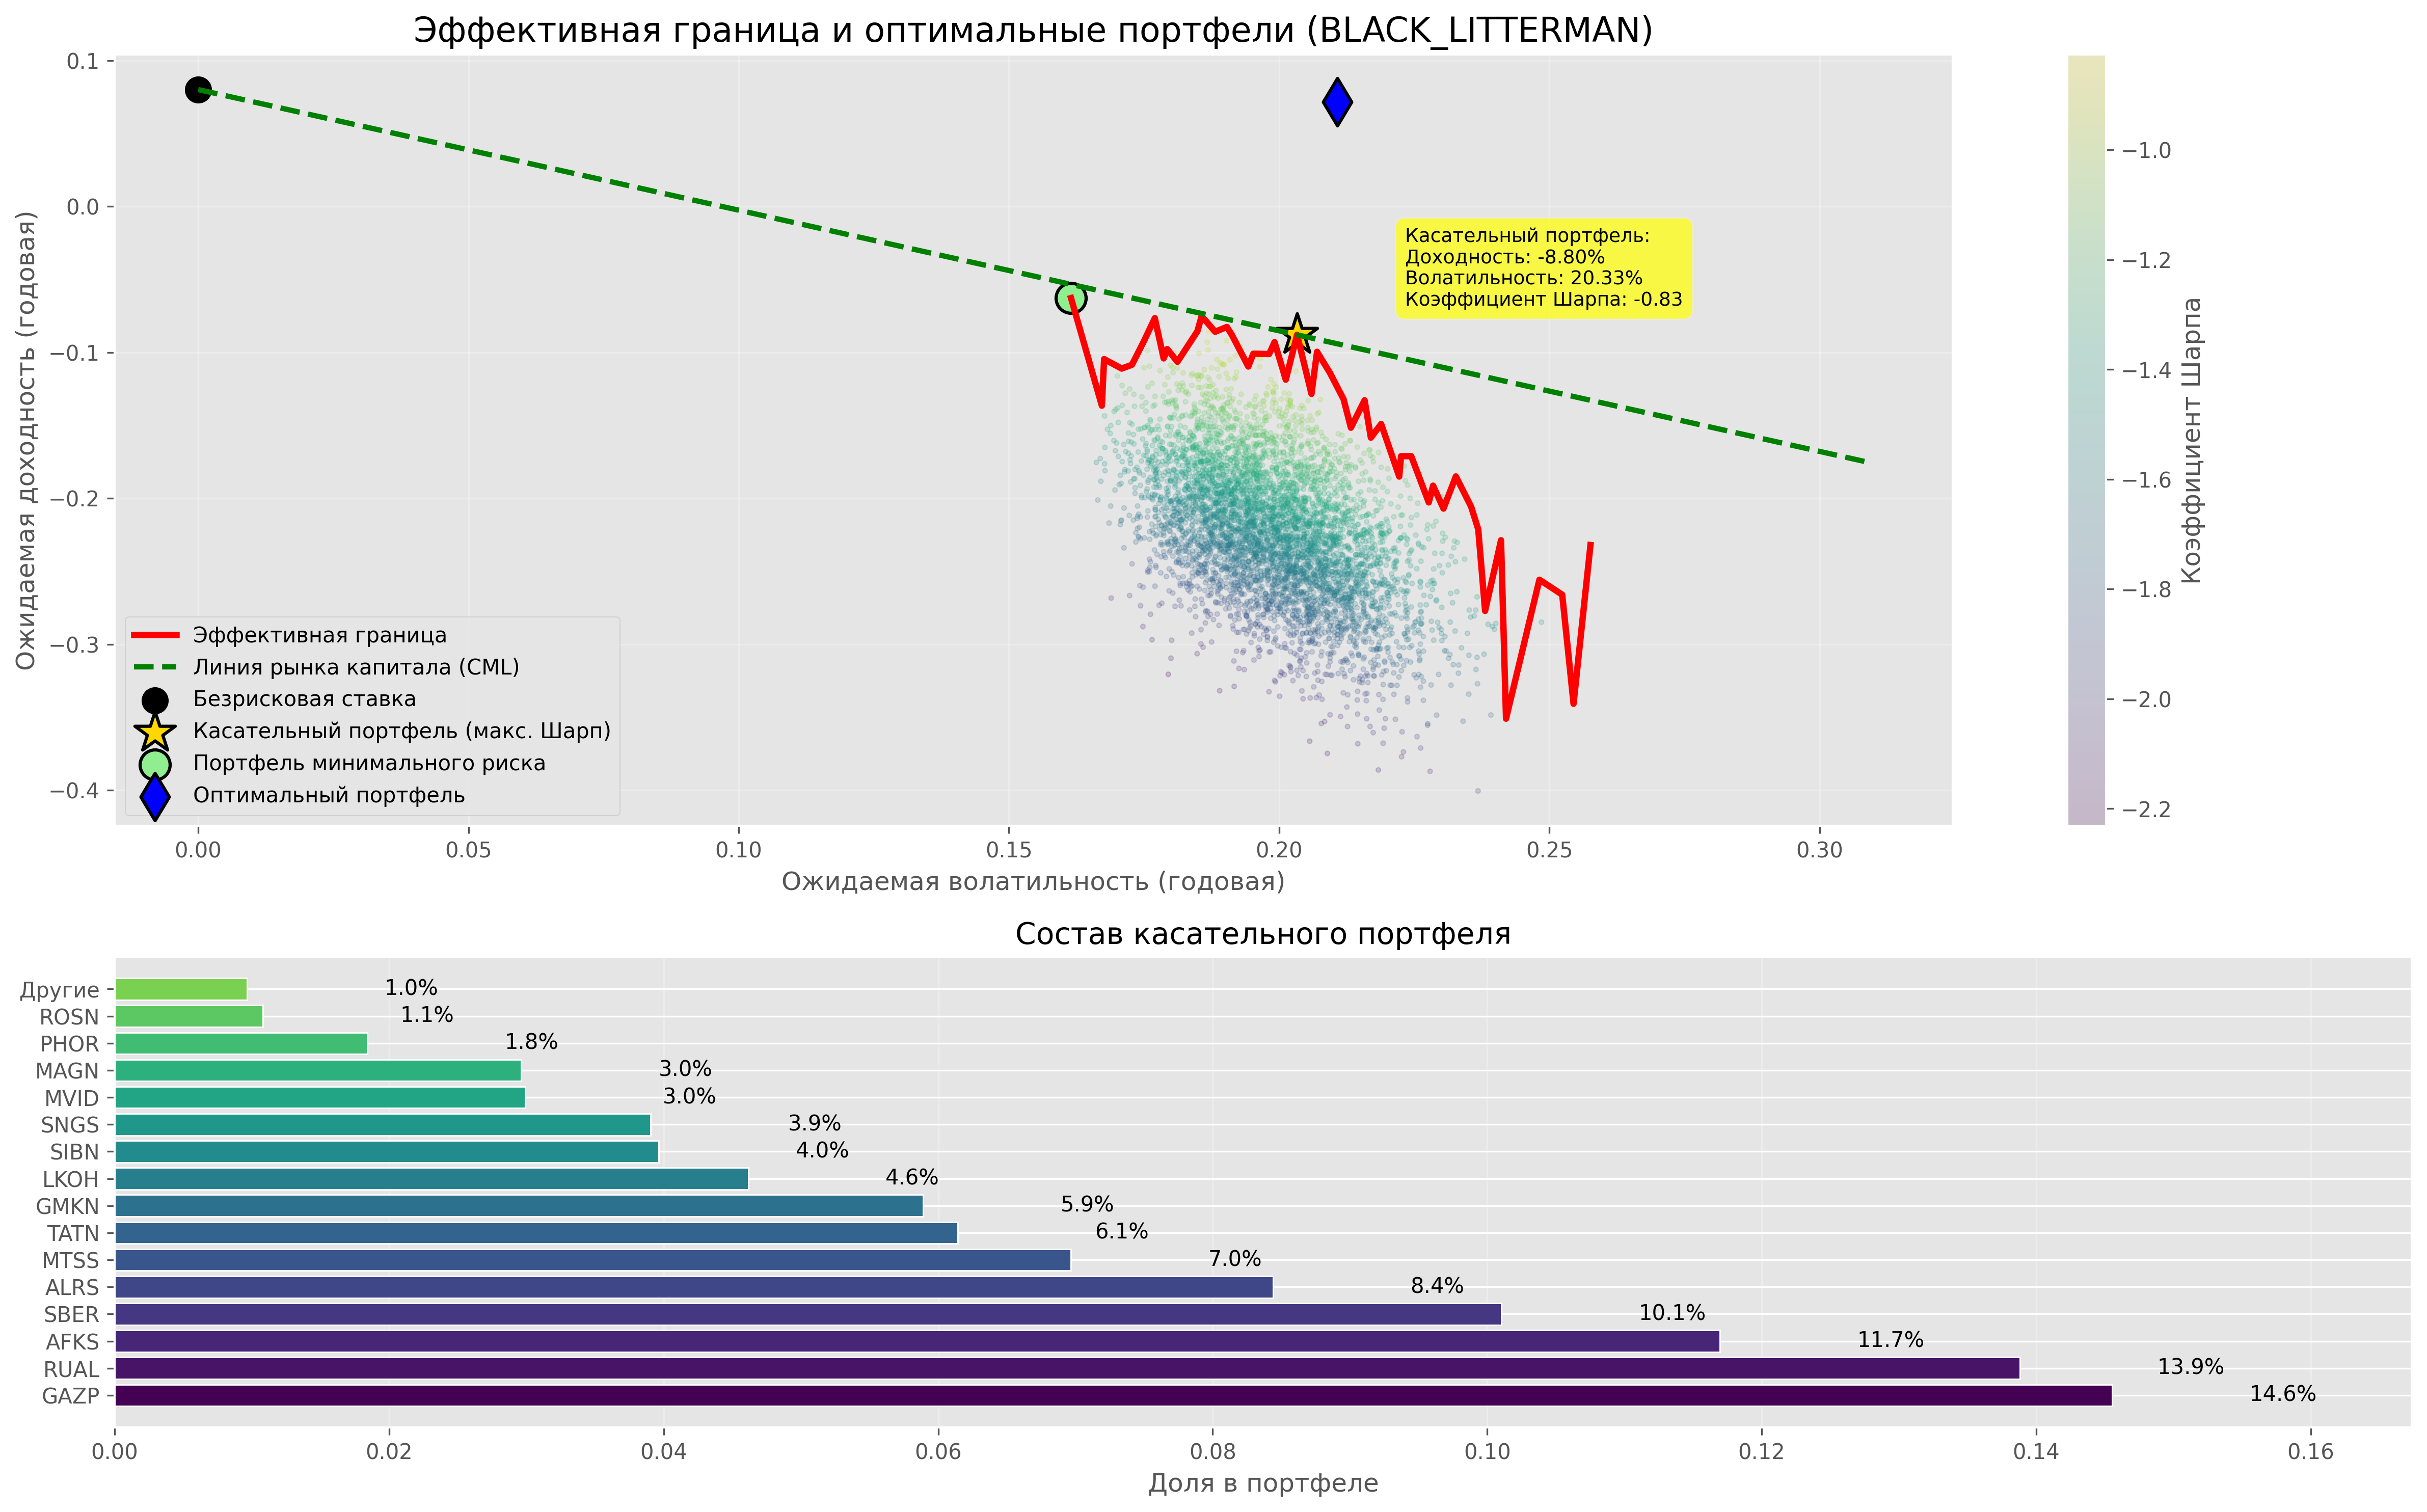 Эффективная граница и оптимальные портфели (BLACK_LITTERMAN)
Ожидаемая доходность (годовая)
0.1
0.0
−0.1
−0.2
−0.3
−0.4
Касательный портфель:
Доходность: -8.80%
Волатильность: 20.33%
Коэффициент Шарпа: -0.83
Эффективная граница
Линия рынка капитала (CML)
Безрисковая ставка
Касательный портфель (макс. Шарп)
Портфель минимального риска
Оптимальный портфель
0.00 0.05 0.10 0.15 0.20 0.25 0.30
Ожидаемая волатильность (годовая)
−1.0
−1.2
−1.4
−1.6
−1.8
−2.0
−2.2
Коэффициент Шарпа
Состав касательного портфеля
Другие 1.0%
ROSN 1.1%
PHOR 1.8%
MAGN 3.0%
MVID 3.0%
SNGS 3.9%
SIBN 4.0%
LKOH 4.6%
GMKN 5.9%
TATN 6.1%
MTSS 7.0%
ALRS 8.4%
SBER 10.1%
AFKS 11.7%
RUAL 13.9%
GAZP 14.6%
0.00 0.02 0.04 0.06 0.08 0.10 0.12 0.14 0.16
Доля в портфеле